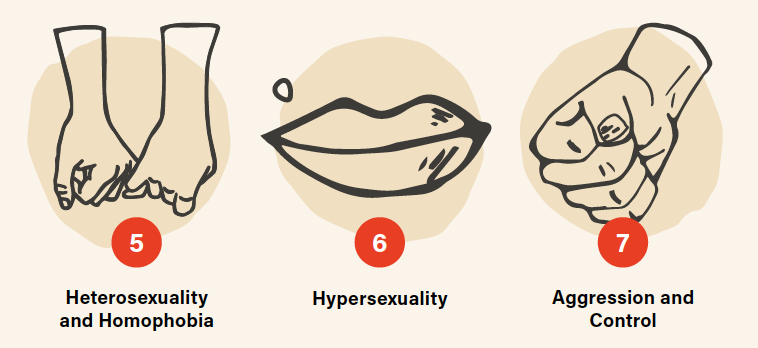 5
Heterosexuality
and Homophobia
6
Hypersexuality
7
Aggression and
Control